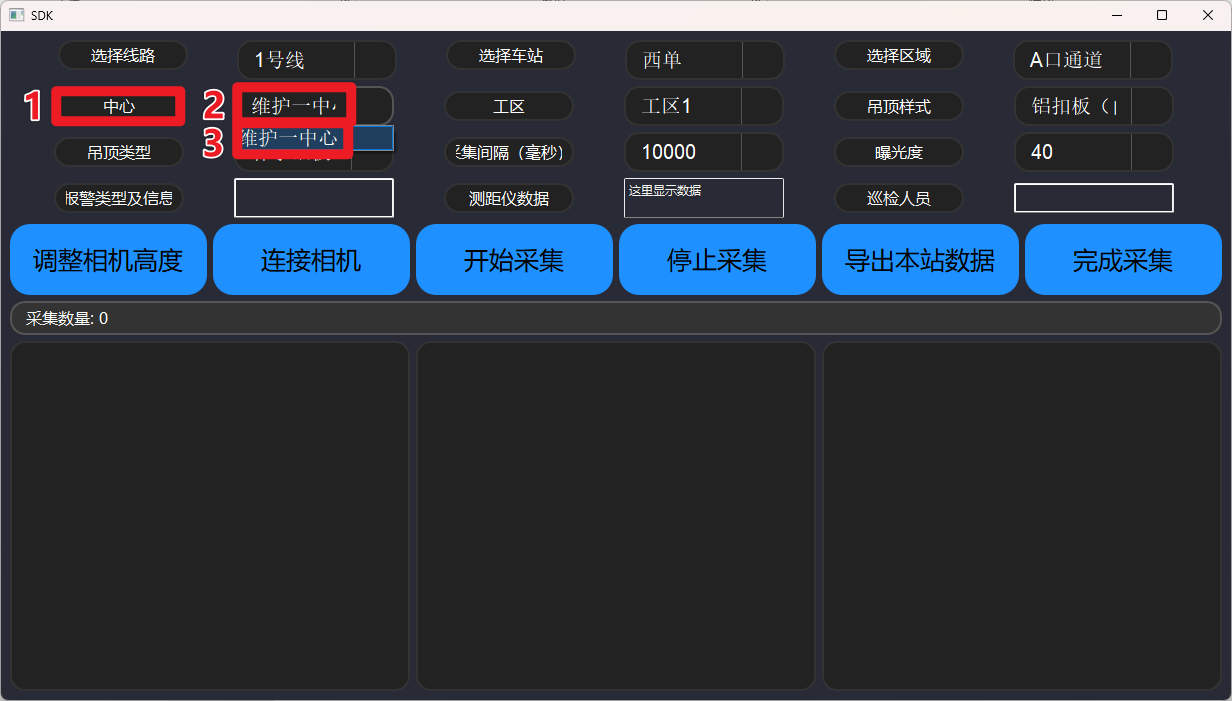 SDK
选择线路 1号线 选择车站 西单 选择区域 A口通道
1 中心 2 维护一中 工区 工区1 吊顶样式 铝扣板（
3 维护一中心
吊顶类型 采集间隔（毫秒） 10000 曝光度 40
报警类型及信息 测距仪数据 这里显示数据 巡检人员
调整相机高度 连接相机 开始采集 停止采集 导出本站数据 完成采集
采集数量: 0